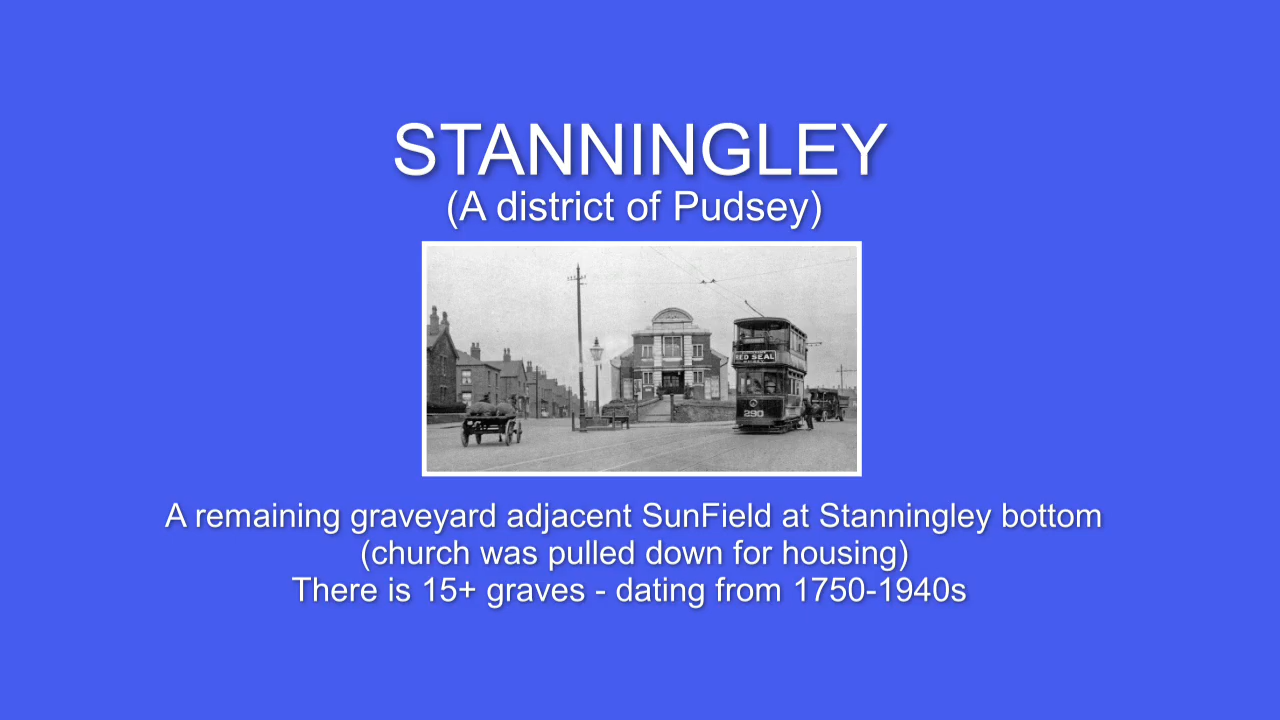 STANNINGLEY
(A district of Pudsey)
RED SEAL
290
A remaining graveyard adjacent SunField at Stanningley bottom
(church was pulled down for housing)
There is 15+ graves - dating from 1750-1940s